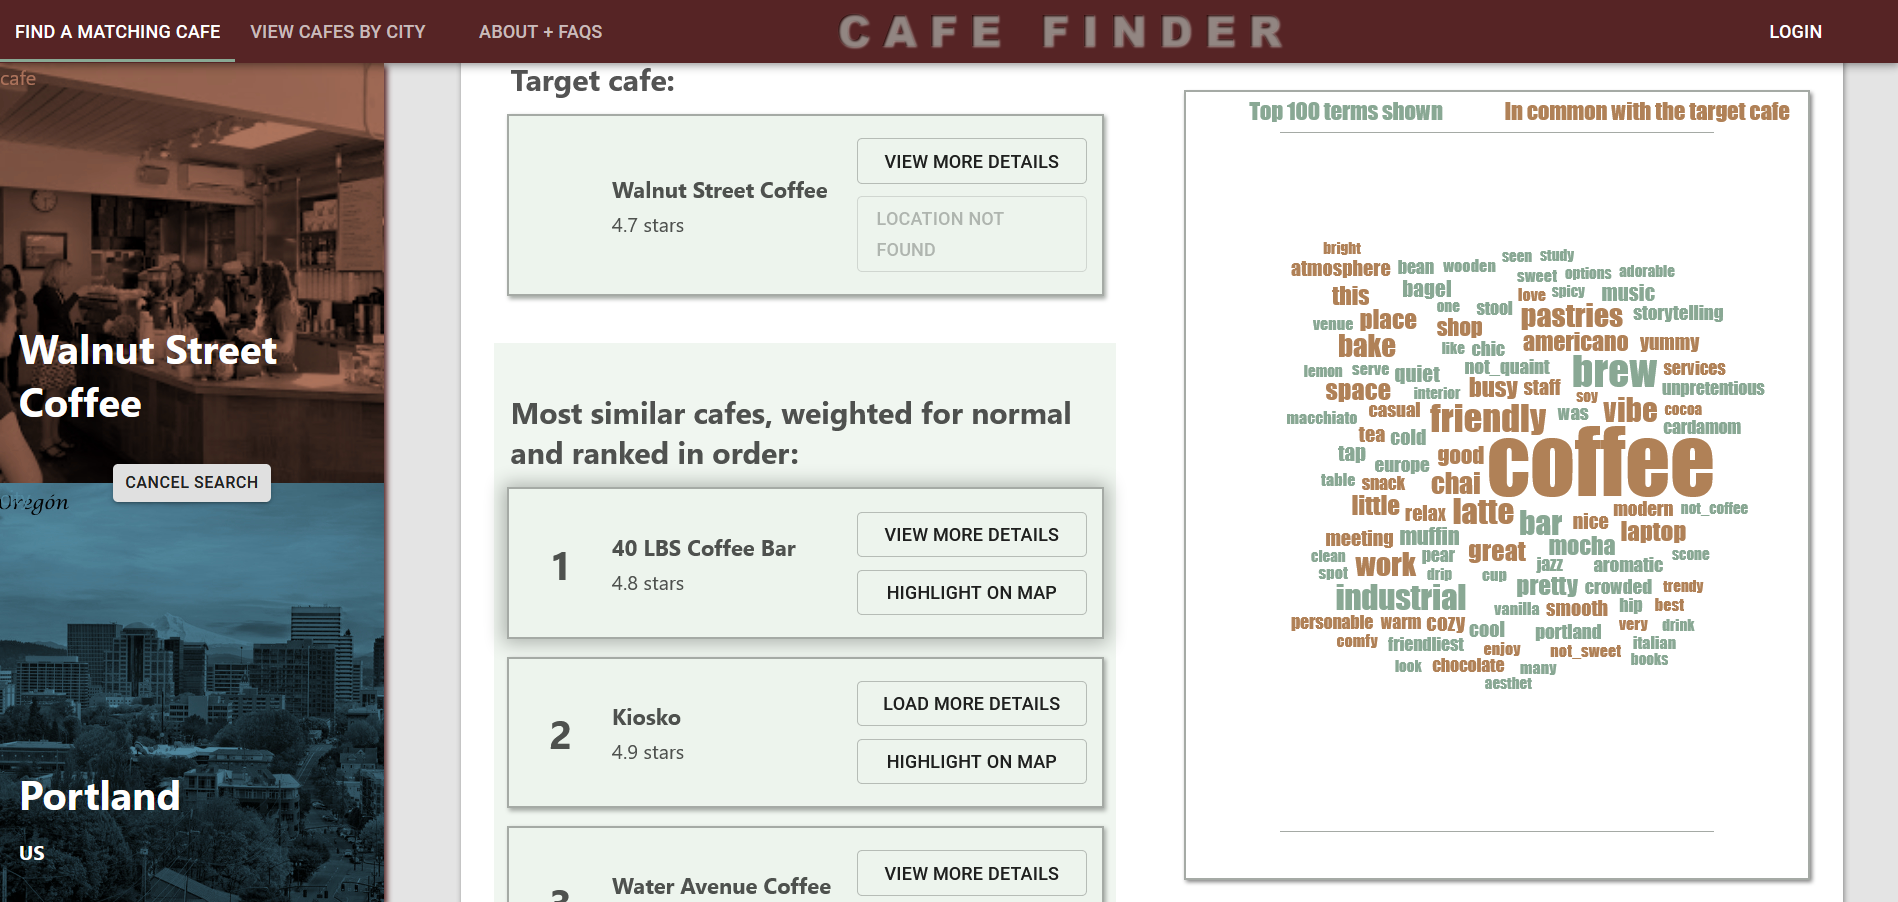 FIND A MATCHING CAFE
VIEW CAFES BY CITY
ABOUT + FAQS
CAFE FINDER
LOGIN
cafe
Walnut Street
Coffee
CANCEL SEARCH
Oregón
Portland
US
Target cafe:
Walnut Street Coffee
4.7 stars
VIEW MORE DETAILS
LOCATION NOT
FOUND
Most similar cafes, weighted for normal
and ranked in order:
1
40 LBS Coffee Bar
4.8 stars
VIEW MORE DETAILS
HIGHLIGHT ON MAP
2
Kiosko
4.9 stars
LOAD MORE DETAILS
HIGHLIGHT ON MAP
3
Water Avenue Coffee
VIEW MORE DETAILS
Top 100 terms shown
In common with the target cafe
bright
seen study
atmosphere bean wooden
sweet options adorable
this bagel love spicy music
one stool
venue place shop pastries storytelling
bake like chic americano yummy
lemon serve quiet not_quaint brew services
space interior busy staff soy unpretentious
macchiato casual friendly was vibe cocoa
tea cold cardamom
tap europe good coffee
table snack chai
little relax latte bar nice modern not_coffee
meeting muffin great mocha laptop
clean pear jazz aromatic scone
spot work drip cup
industrial pretty crowded trendy
vanilla smooth hip best
personable warm cozy cool portland very drink
comfy friendliest enjoy not_sweet italian
look chocolate many books
aesthet